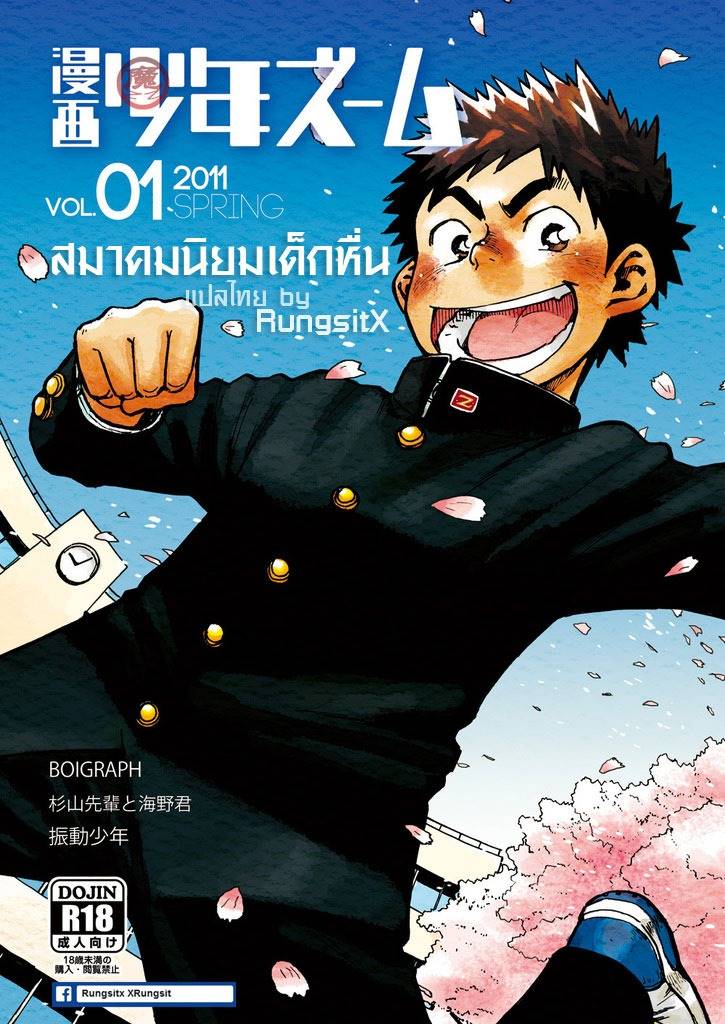 漫画 少年ズーム
VOL.01 2011 SPRING
สมาคมนิยมเด็กหื่น
แปลไทย by
RungsitX
Z
BOIGRAPH
杉山先輩と海野君
振動少年
DOJIN
R18
成人向け
18歳未満の
購入・閲覧禁止
f Rungsitx XRungsit